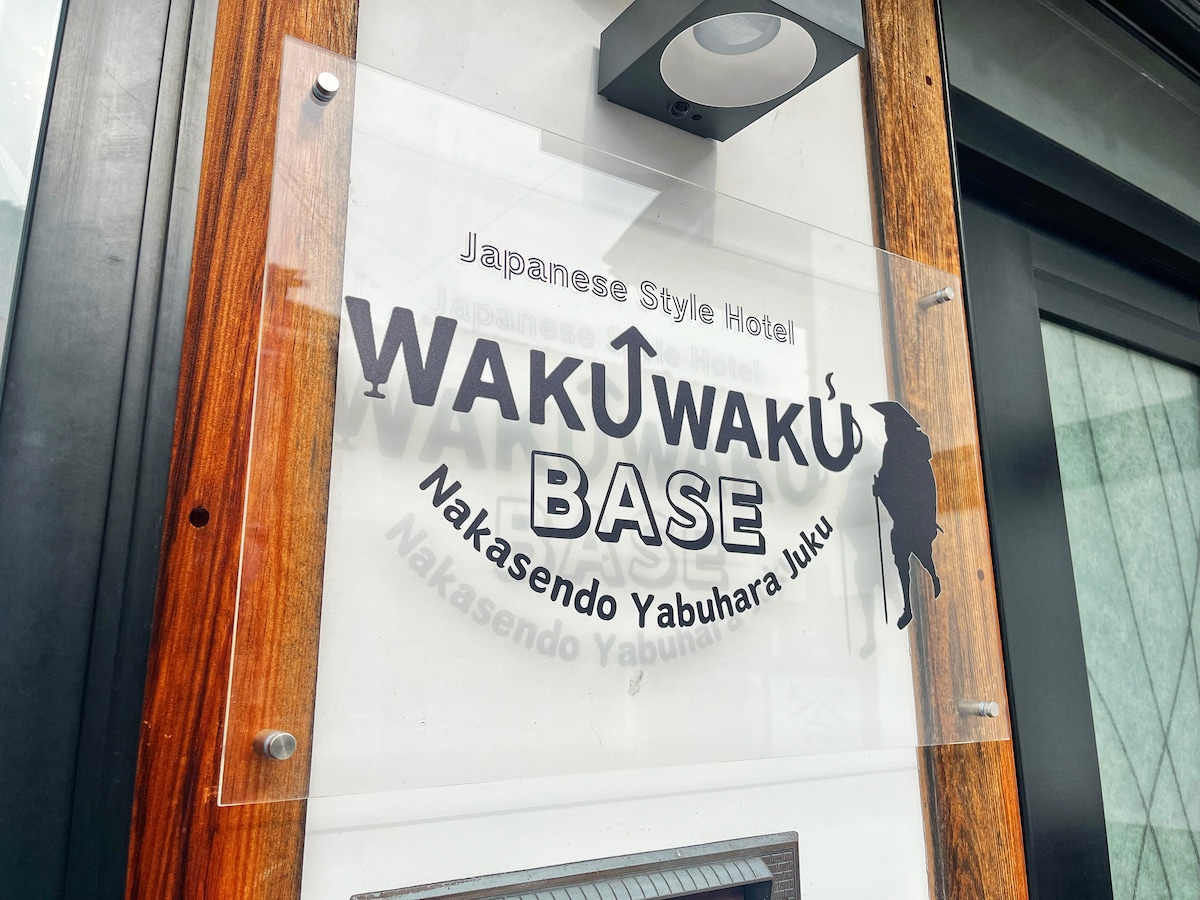 Japanese Style Hotel
WAKUWAKU
BASE
Nakasendo Yabuhara Juku